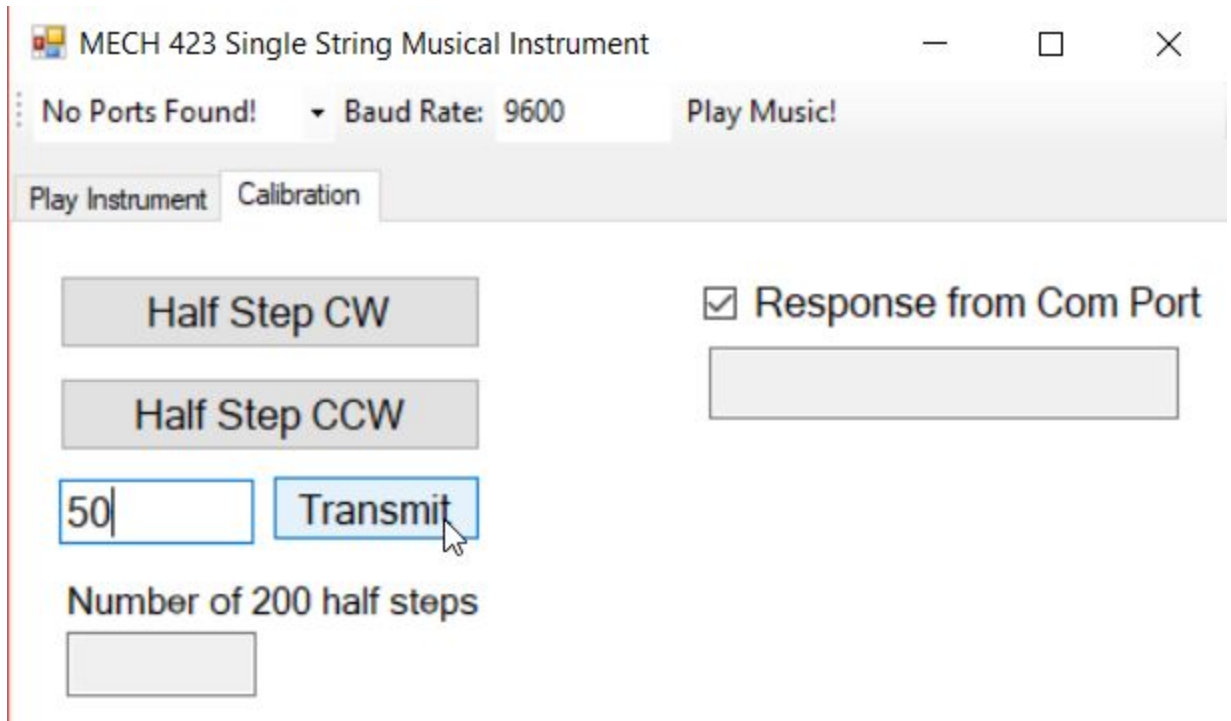 MECH 423 Single String Musical Instrument
No Ports Found! Baud Rate: 9600 Play Music!
Play Instrument Calibration
Half Step CW
Response from Com Port
Half Step CCW
50 Transmit
Number of 200 half steps